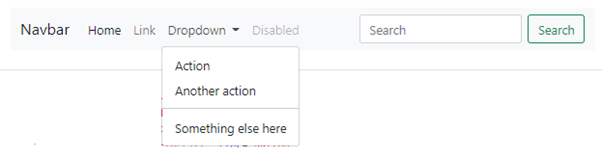 Navbar Home Link Dropdown Disabled Search Search
Action
Another action
Something else here